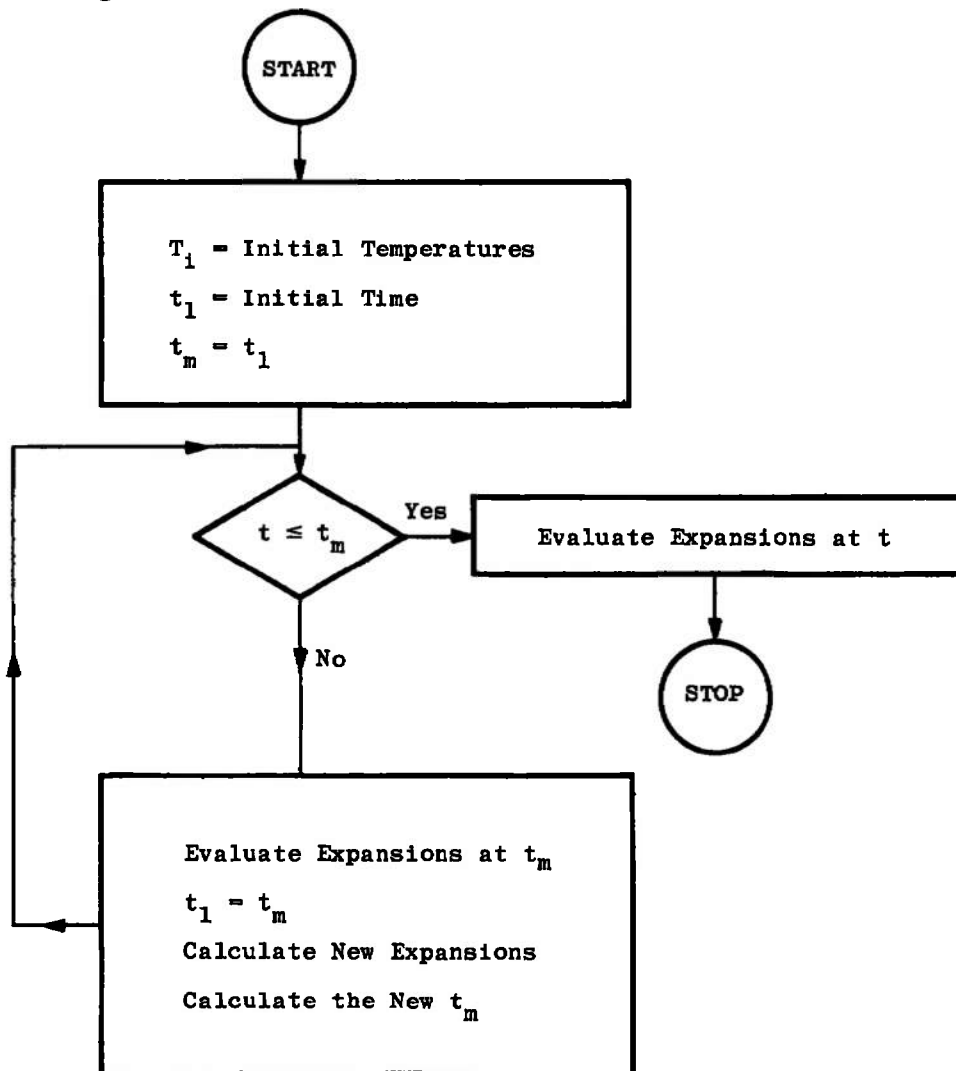 START
T_i = Initial Temperatures
t_1 = Initial Time
t_m = t_1
t ≤ t_m
Yes
Evaluate Expansions at t
No
STOP
Evaluate Expansions at t_m
t_1 = t_m
Calculate New Expansions
Calculate the New t_m